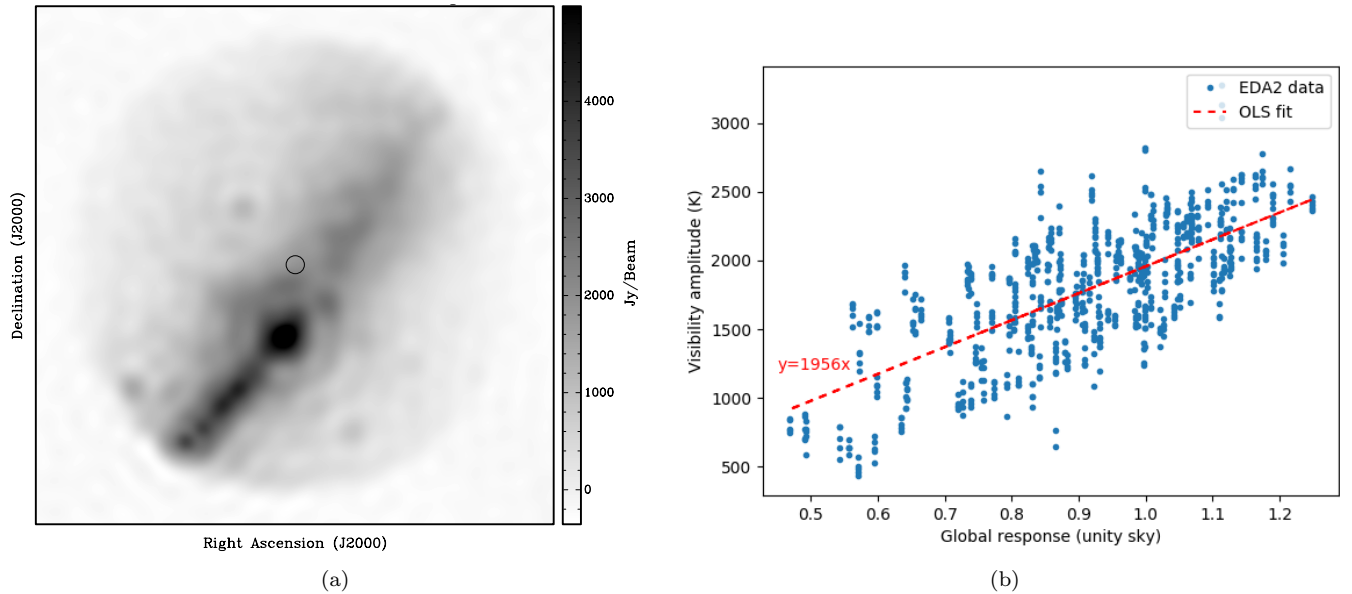 Declination (J2000)
Right Ascension (J2000)
4000
3000
2000
1000
0
Jy/Beam
(a)
Visibility amplitude (K)
3000
2500
2000
1500
1000
500
EDA2 data
OLS fit
y=1956x
0.5 0.6 0.7 0.8 0.9 1.0 1.1 1.2
Global response (unity sky)
(b)